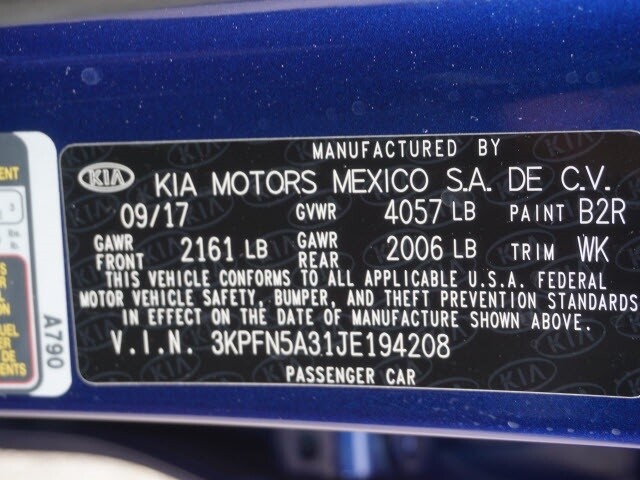 MANUFACTURED BY
KIA KIA MOTORS MEXICO S.A. DE C.V.
09/17 GVWR 4057 LB PAINT B2R
GAWR FRONT 2161 LB GAWR REAR 2006 LB TRIM WK
THIS VEHICLE CONFORMS TO ALL APPLICABLE U.S.A. FEDERAL
MOTOR VEHICLE SAFETY, BUMPER, AND THEFT PREVENTION STANDARDS
IN EFFECT ON THE DATE OF MANUFACTURE SHOWN ABOVE.
V.I.N. 3KPFN5A31JE194208
PASSENGER CAR
A790
3
lbs.